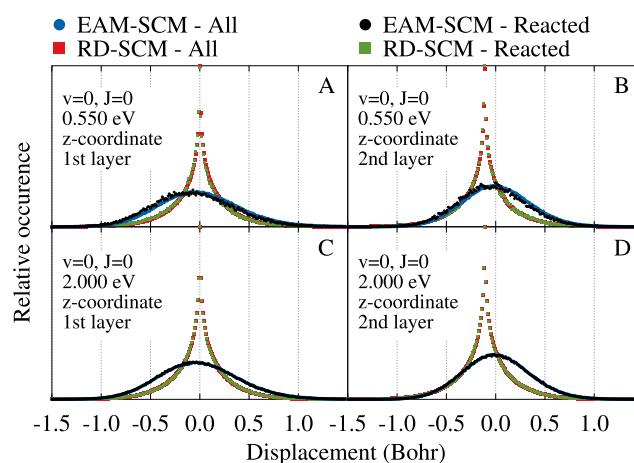 EAM-SCM - All
EAM-SCM - Reacted
RD-SCM - All
RD-SCM - Reacted
Relative occurence
A
v=0, J=0
0.550 eV
z-coordinate
1st layer
B
v=0, J=0
0.550 eV
z-coordinate
2nd layer
C
v=0, J=0
2.000 eV
z-coordinate
1st layer
D
v=0, J=0
2.000 eV
z-coordinate
2nd layer
-1.5 -1.0 -0.5 0.0 0.5 1.0 -1.5 -1.0 -0.5 0.0 0.5 1.0
Displacement (Bohr)